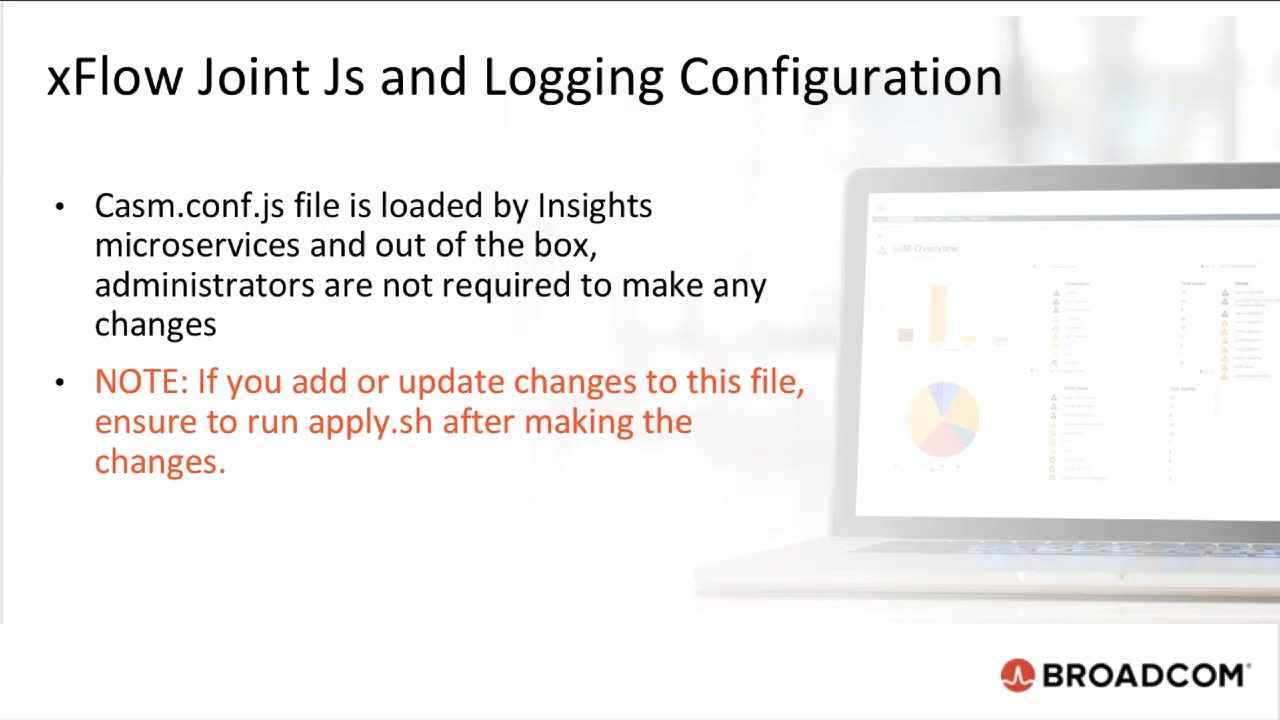 xFlow Joint Js and Logging Configuration
• Casm.conf.js file is loaded by Insights
microservices and out of the box,
administrators are not required to make any
changes
• NOTE: If you add or update changes to this file,
ensure to run apply.sh after making the
changes.
UIM Overview
BROADCOM®